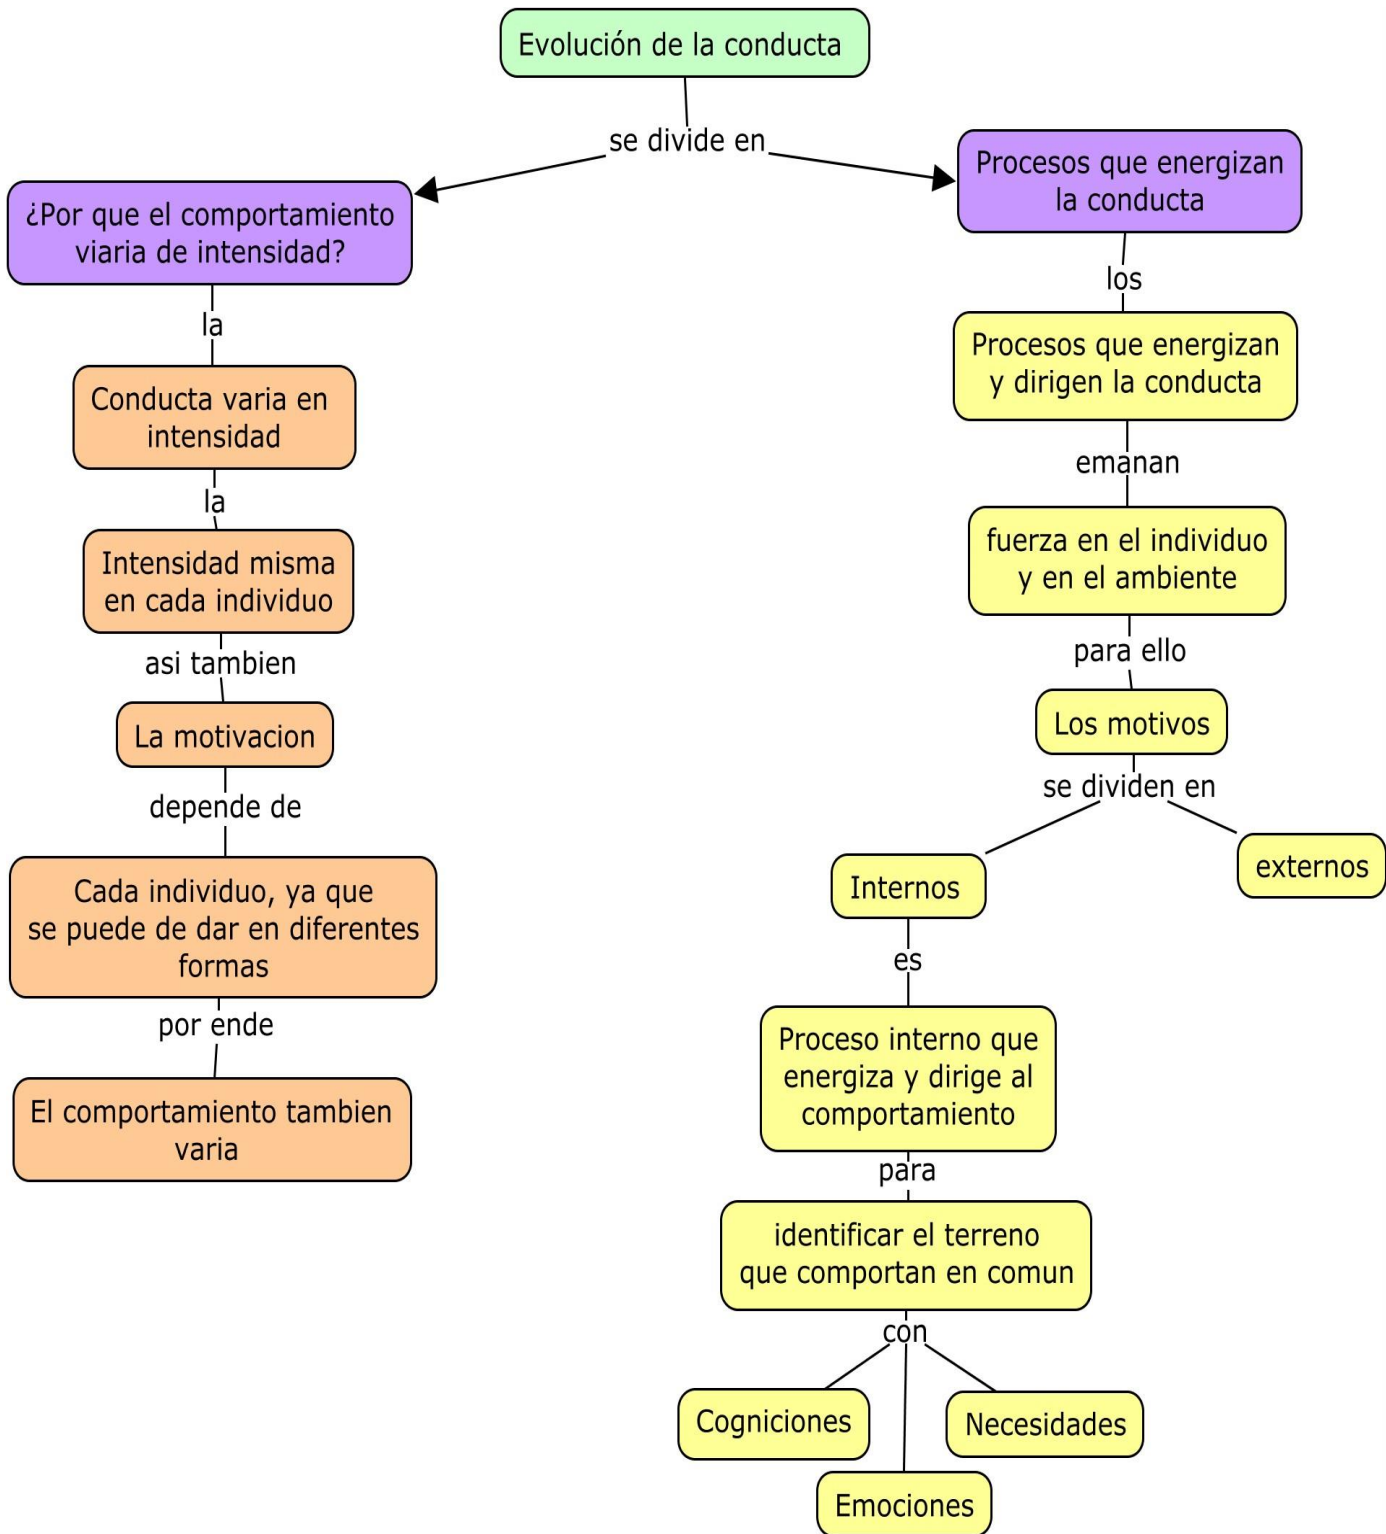 Evolución de la conducta
se divide en
¿Por que el comportamiento
viaria de intensidad?
la
Conducta varia en
intensidad
la
Intensidad misma
en cada individuo
asi tambien
La motivacion
depende de
Cada individuo, ya que
se puede de dar en diferentes
formas
por ende
El comportamiento tambien
varia
Procesos que energizan
la conducta
los
Procesos que energizan
y dirigen la conducta
emanan
fuerza en el individuo
y en el ambiente
para ello
Los motivos
se dividen en
Internos
externos
es
Proceso interno que
energiza y dirige al
comportamiento
para
identificar el terreno
que comportan en comun
con
Cogniciones
Emociones
Necesidades